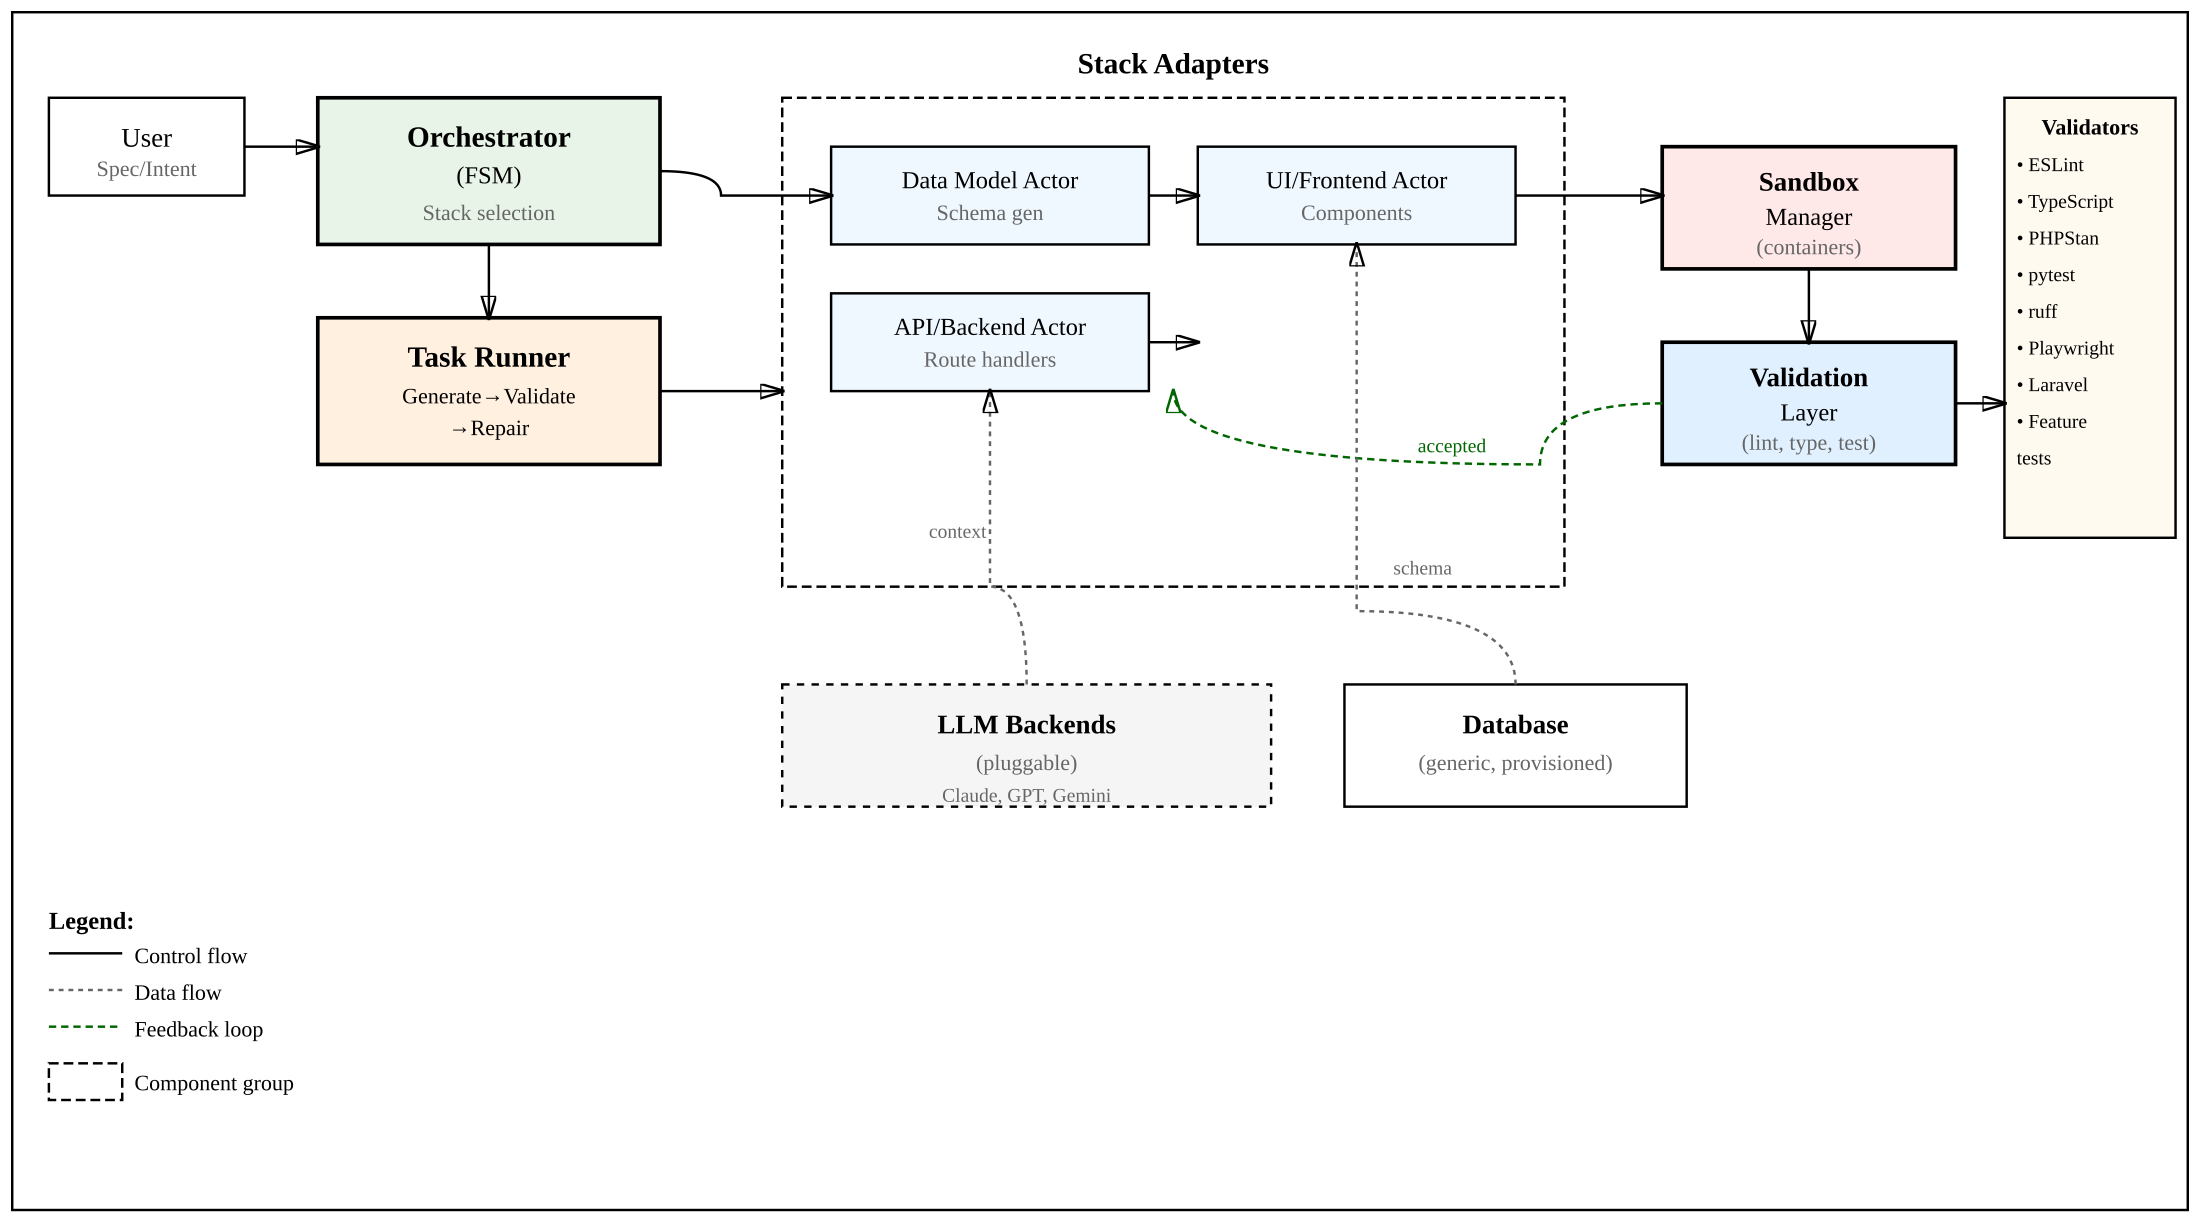 Stack Adapters
User
Spec/Intent
Orchestrator
(FSM)
Stack selection
Task Runner
Generate→Validate
→Repair
Data Model Actor
Schema gen
UI/Frontend Actor
Components
API/Backend Actor
Route handlers
Sandbox
Manager
(containers)
Validation
Layer
(lint, type, test)
Validators
• ESLint
• TypeScript
• PHPStan
• pytest
• ruff
• Playwright
• Laravel
• Feature
tests
accepted
context
schema
LLM Backends
(pluggable)
Claude, GPT, Gemini
Database
(generic, provisioned)
Legend:
Control flow
Data flow
Feedback loop
Component group